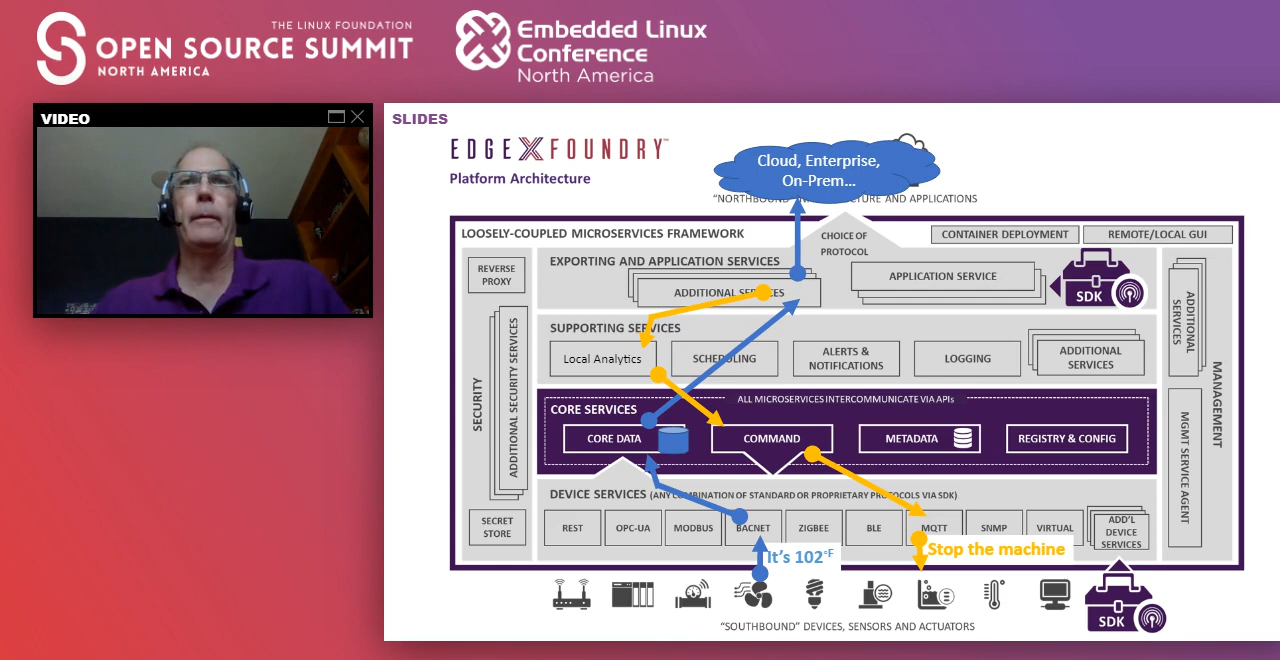 THE LINUX FOUNDATION
OPEN SOURCE SUMMIT
NORTH AMERICA
Embedded Linux
Conference
North America
VIDEO
SLIDES
EDGE X FOUNDRY™
Platform Architecture
Cloud, Enterprise,
On-Prem...
"NORTHBOUND" INFRASTRUCTURE AND APPLICATIONS
LOOSELY-COUPLED MICROSERVICES FRAMEWORK
CHOICE OF
PROTOCOL
CONTAINER DEPLOYMENT
REMOTE/LOCAL GUI
REVERSE
PROXY
EXPORTING AND APPLICATION SERVICES
ADDITIONAL SERVICES
APPLICATION SERVICE
SDK
SECURITY
ADDITIONAL SECURITY SERVICES
SUPPORTING SERVICES
Local Analytics
SCHEDULING
ALERTS &
NOTIFICATIONS
LOGGING
ADDITIONAL
SERVICES
ADDITIONAL
SERVICES
MANAGEMENT
ALL MICROSERVICES INTERCOMMUNICATE VIA APIs
CORE SERVICES
CORE DATA
COMMAND
METADATA
REGISTRY & CONFIG
MGMT SERVICE AGENT
DEVICE SERVICES (ANY COMBINATION OF STANDARD OR PROPRIETARY PROTOCOLS VIA SDK)
SECRET
STORE
REST
OPC-UA
MODBUS
BACNET
ZIGBEE
BLE
MQTT
SNMP
VIRTUAL
ADD'L
DEVICE
SERVICES
It's 102°F
Stop the machine
SDK
"SOUTHBOUND" DEVICES, SENSORS AND ACTUATORS